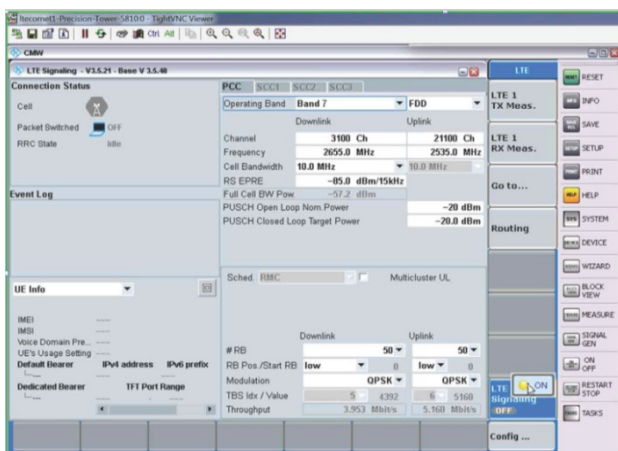 ltecomet1-Precision-Tower-5810:0 - TightVNC Viewer
Ctrl Alt
CMW
LTE Signaling - V3.5.21 - Base V 3.5.40
LTE
Connection Status
Cell
Packet Switched OFF
RRC State Idle
Event Log
UE Info
IMEI ----
IMSI ----
Voice Domain Pre... ----
UE's Usage Setting ----
Default Bearer IPv4 address IPv6 prefix
Dedicated Bearer TFT Port Range
PCC SCC1 SCC2 SCC3
Operating Band Band 7 FDD
Downlink Uplink
Channel 3100 Ch 21100 Ch
Frequency 2655.0 MHz 2535.0 MHz
Cell Bandwidth 10.0 MHz 10.0 MHz
RS EPRE -85.0 dBm/15kHz
Full Cell BW Pow. -57.2 dBm
PUSCH Open Loop Nom.Power -20 dBm
PUSCH Closed Loop Target Power -20.0 dBm
Sched. RMC Multicluster UL
Downlink Uplink
# RB 50 50
RB Pos./Start RB low 0 low 0
Modulation QPSK QPSK
TBS Idx / Value 5 4392 6 5160
Throughput 3.953 Mbit/s 5.160 Mbit/s
LTE 1
TX Meas.
LTE 1
RX Meas.
Go to...
Routing
LTE
Signaling
OFF
ON
Config ...
RESET
INFO
SAVE
SETUP
PRINT
HELP
SYSTEM
DEVICE
WIZARD
BLOCK
VIEW
MEASURE
SIGNAL
GEN
ON
OFF
RESTART
STOP
TASKS